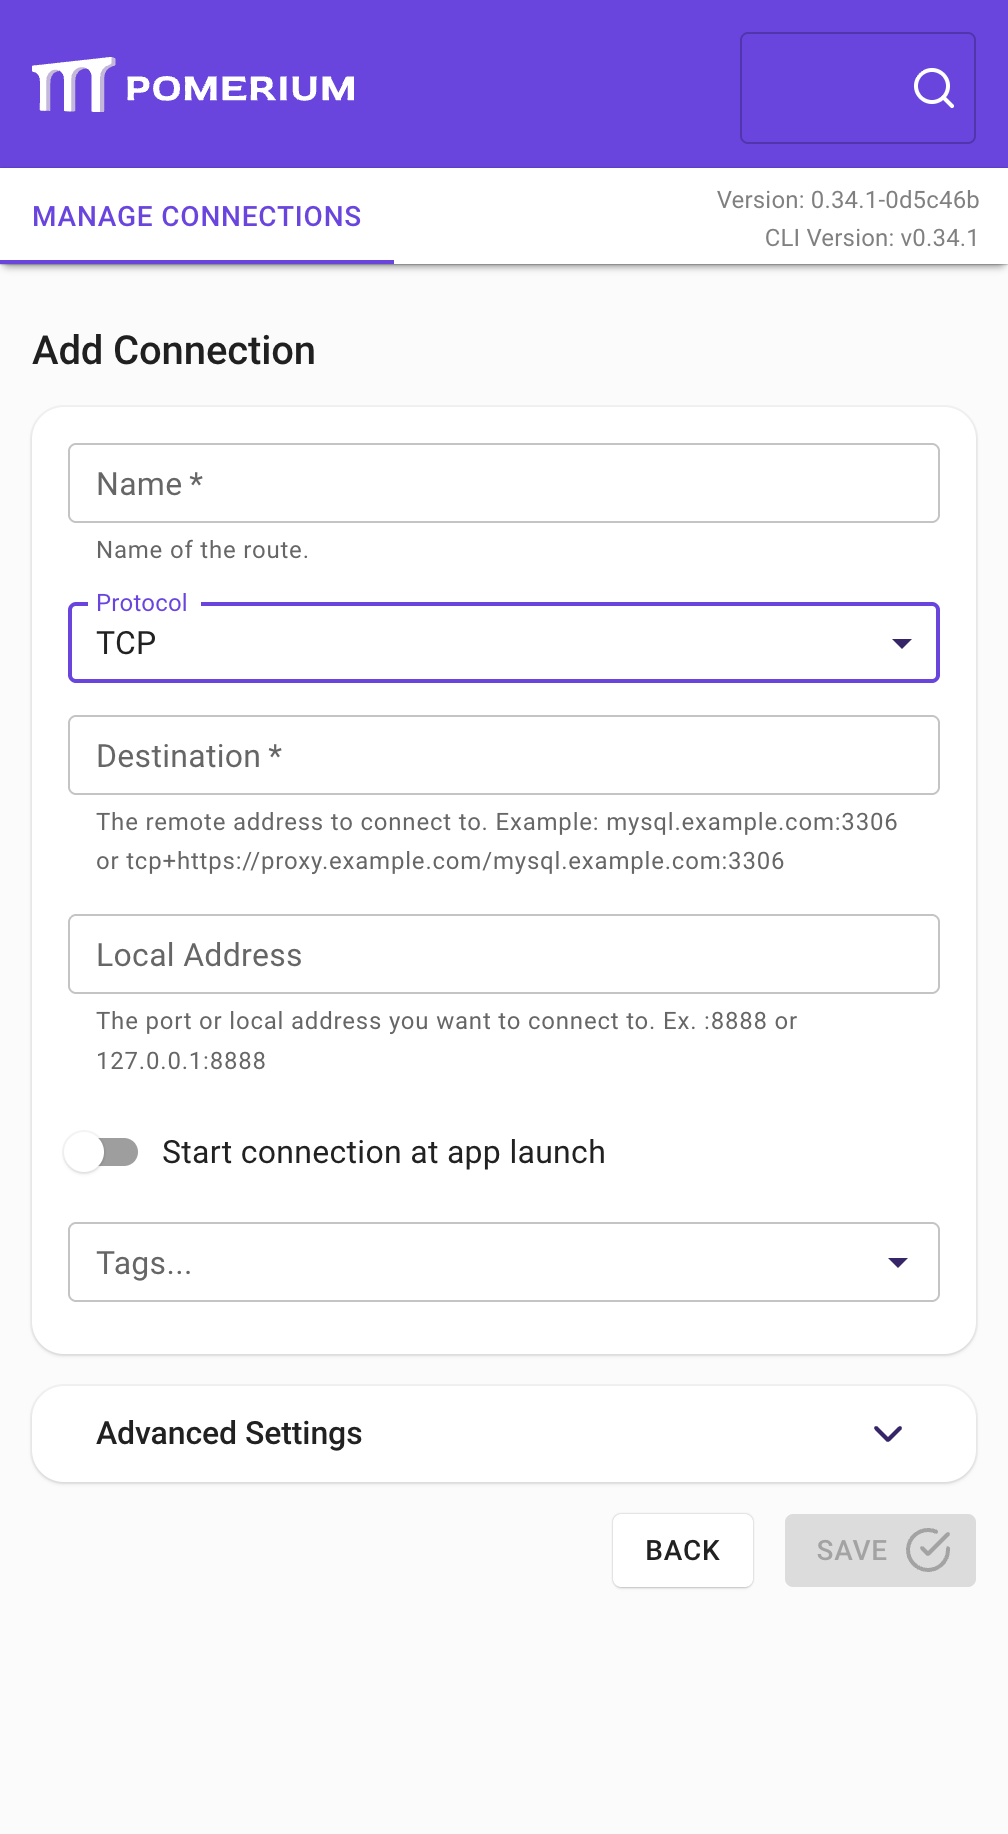 POMERIUM
MANAGE CONNECTIONS
Version: 0.34.1-0d5c46b
CLI Version: v0.34.1
Add Connection
Name *
Name of the route.
Protocol
TCP
Destination *
The remote address to connect to. Example: mysql.example.com:3306
or tcp+https://proxy.example.com/mysql.example.com:3306
Local Address
The port or local address you want to connect to. Ex. :8888 or
127.0.0.1:8888
Start connection at app launch
Tags...
Advanced Settings
BACK
SAVE